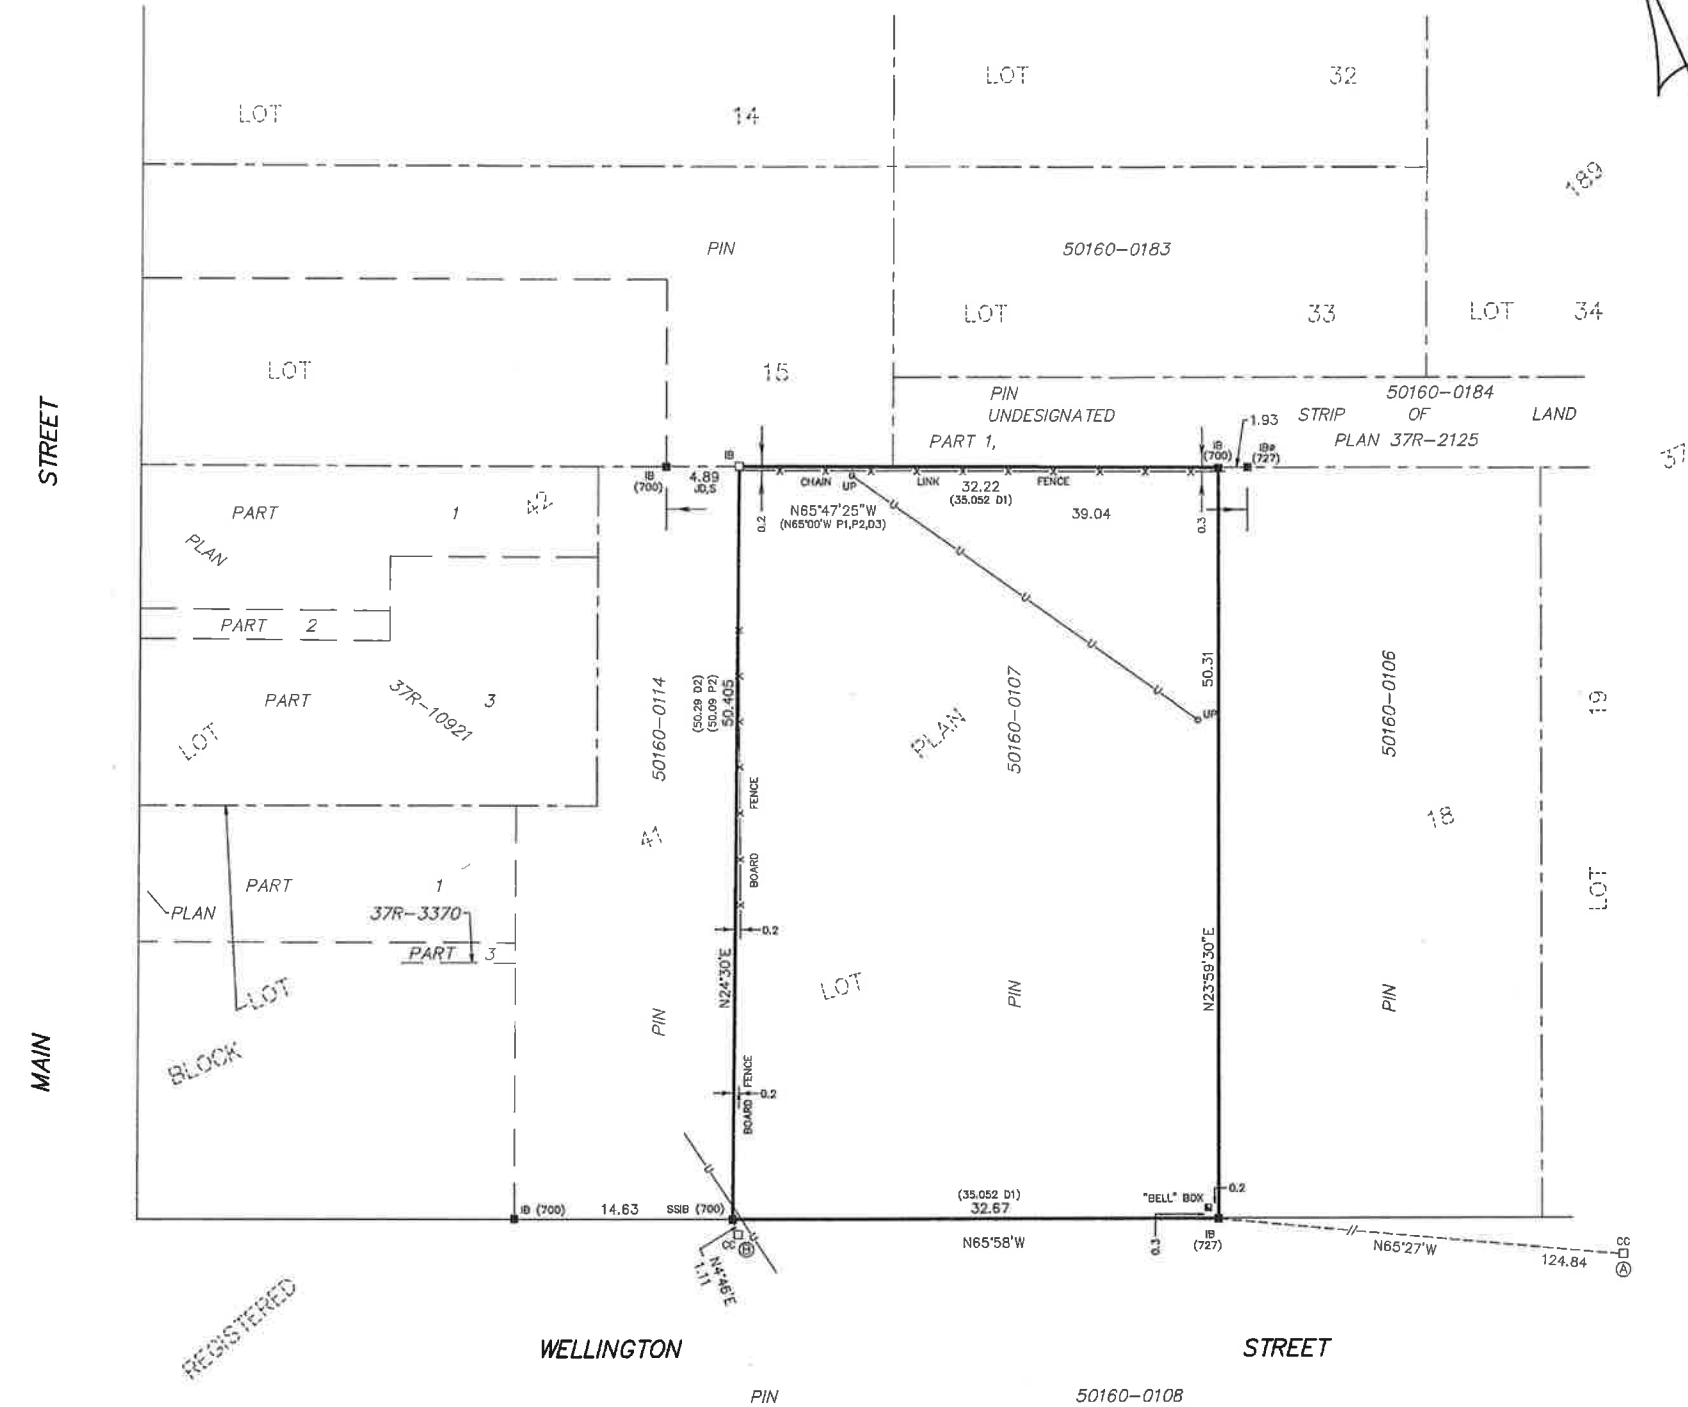 LOT 32
LOT 14
189
PIN 50160-0183
LOT 33 LOT 34
LOT 15
PIN 50160-0184
UNDESIGNATED STRIP OF LAND
PART 1, PLAN 37R-2125
1.93
37
STREET
IB
IB
(700)
IB∅
(727)
IB
(700)
4.89
JD,S
CHAIN LINK FENCE
UP
32.22
(35.052 D1)
N65°47'25"W
(N65°00'W P1,P2,D3)
39.04
0.2
0.3
PART 1
42
PLAN
U
U
U
U
U
PART 2
PART 3
37R-10921
LOT
50160-0114
(50.29 D2)
(50.09 P2)
50.405
PLAN
50160-0107
50.31
UP
50160-0106
19
BOARD FENCE
41
18
LOT
PART 1
PLAN
37R-3370
PART 3
0.2
LOT
N24°30'E
LOT
PIN
N23°59'30"E
PIN
PIN
BLOCK
MAIN
BOARD FENCE
0.2
U
IB (700)
14.63
SSIB (700)
(35.052 D1)
32.67
"BELL" BOX
0.2
0.3
CC
B
U
N4°46'E
1.11
N65°58'W
IB
(727)
N65°27'W
124.84
CC
A
REGISTERED
WELLINGTON STREET
PIN 50160-0108